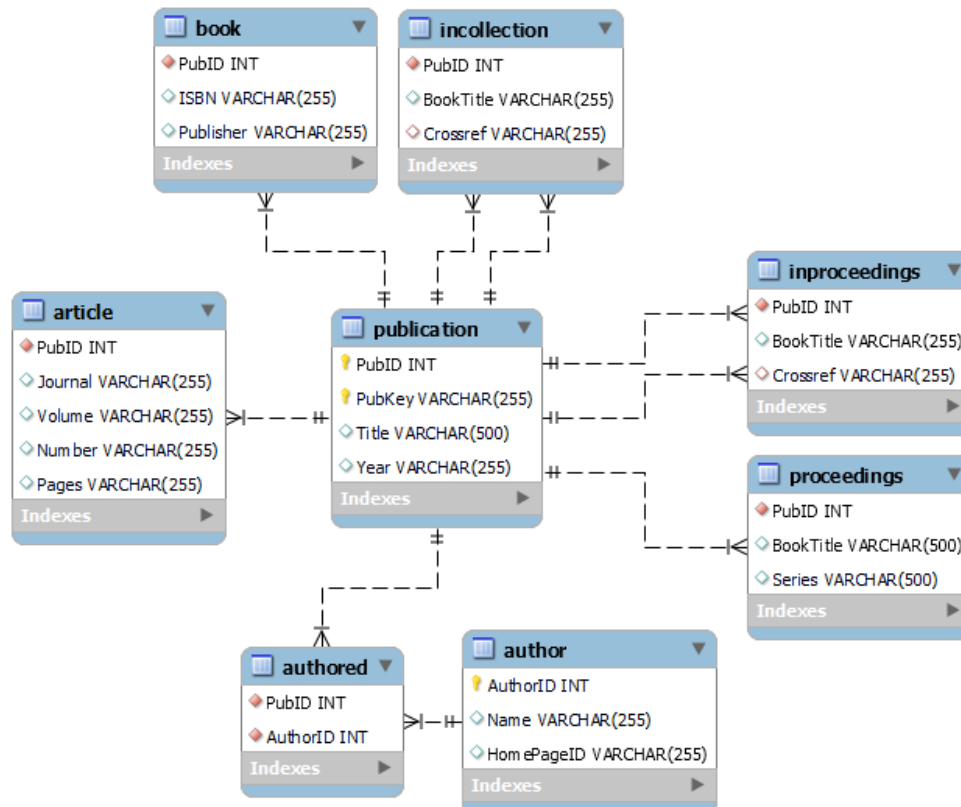 book
PubID INT
ISBN VARCHAR(255)
Publisher VARCHAR(255)
Indexes
incollection
PubID INT
BookTitle VARCHAR(255)
Crossref VARCHAR(255)
Indexes
article
PubID INT
Journal VARCHAR(255)
Volume VARCHAR(255)
Number VARCHAR(255)
Pages VARCHAR(255)
Indexes
publication
PubID INT
PubKey VARCHAR(255)
Title VARCHAR(500)
Year VARCHAR(255)
Indexes
inproceedings
PubID INT
BookTitle VARCHAR(255)
Crossref VARCHAR(255)
Indexes
proceedings
PubID INT
BookTitle VARCHAR(500)
Series VARCHAR(500)
Indexes
authored
PubID INT
AuthorID INT
Indexes
author
AuthorID INT
Name VARCHAR(255)
HomePageID VARCHAR(255)
Indexes